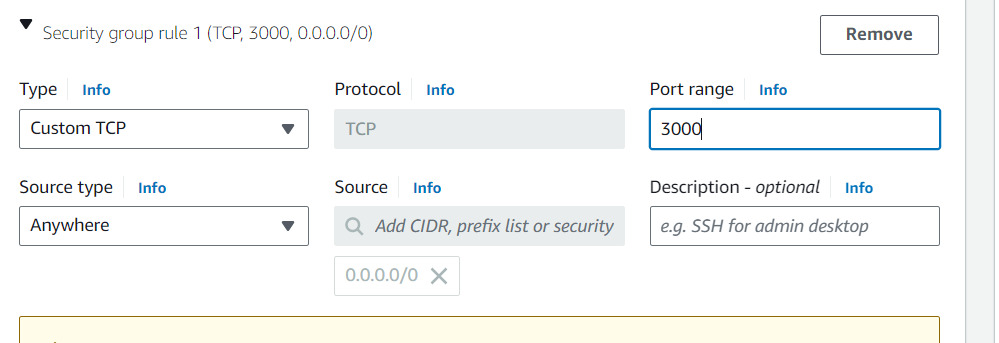 Security group rule 1 (TCP, 3000, 0.0.0.0/0)
Remove
Type Info
Protocol Info
Port range Info
Custom TCP
TCP
3000
Source type Info
Source Info
Description - optional Info
Anywhere
Add CIDR, prefix list or security
e.g. SSH for admin desktop
0.0.0.0/0